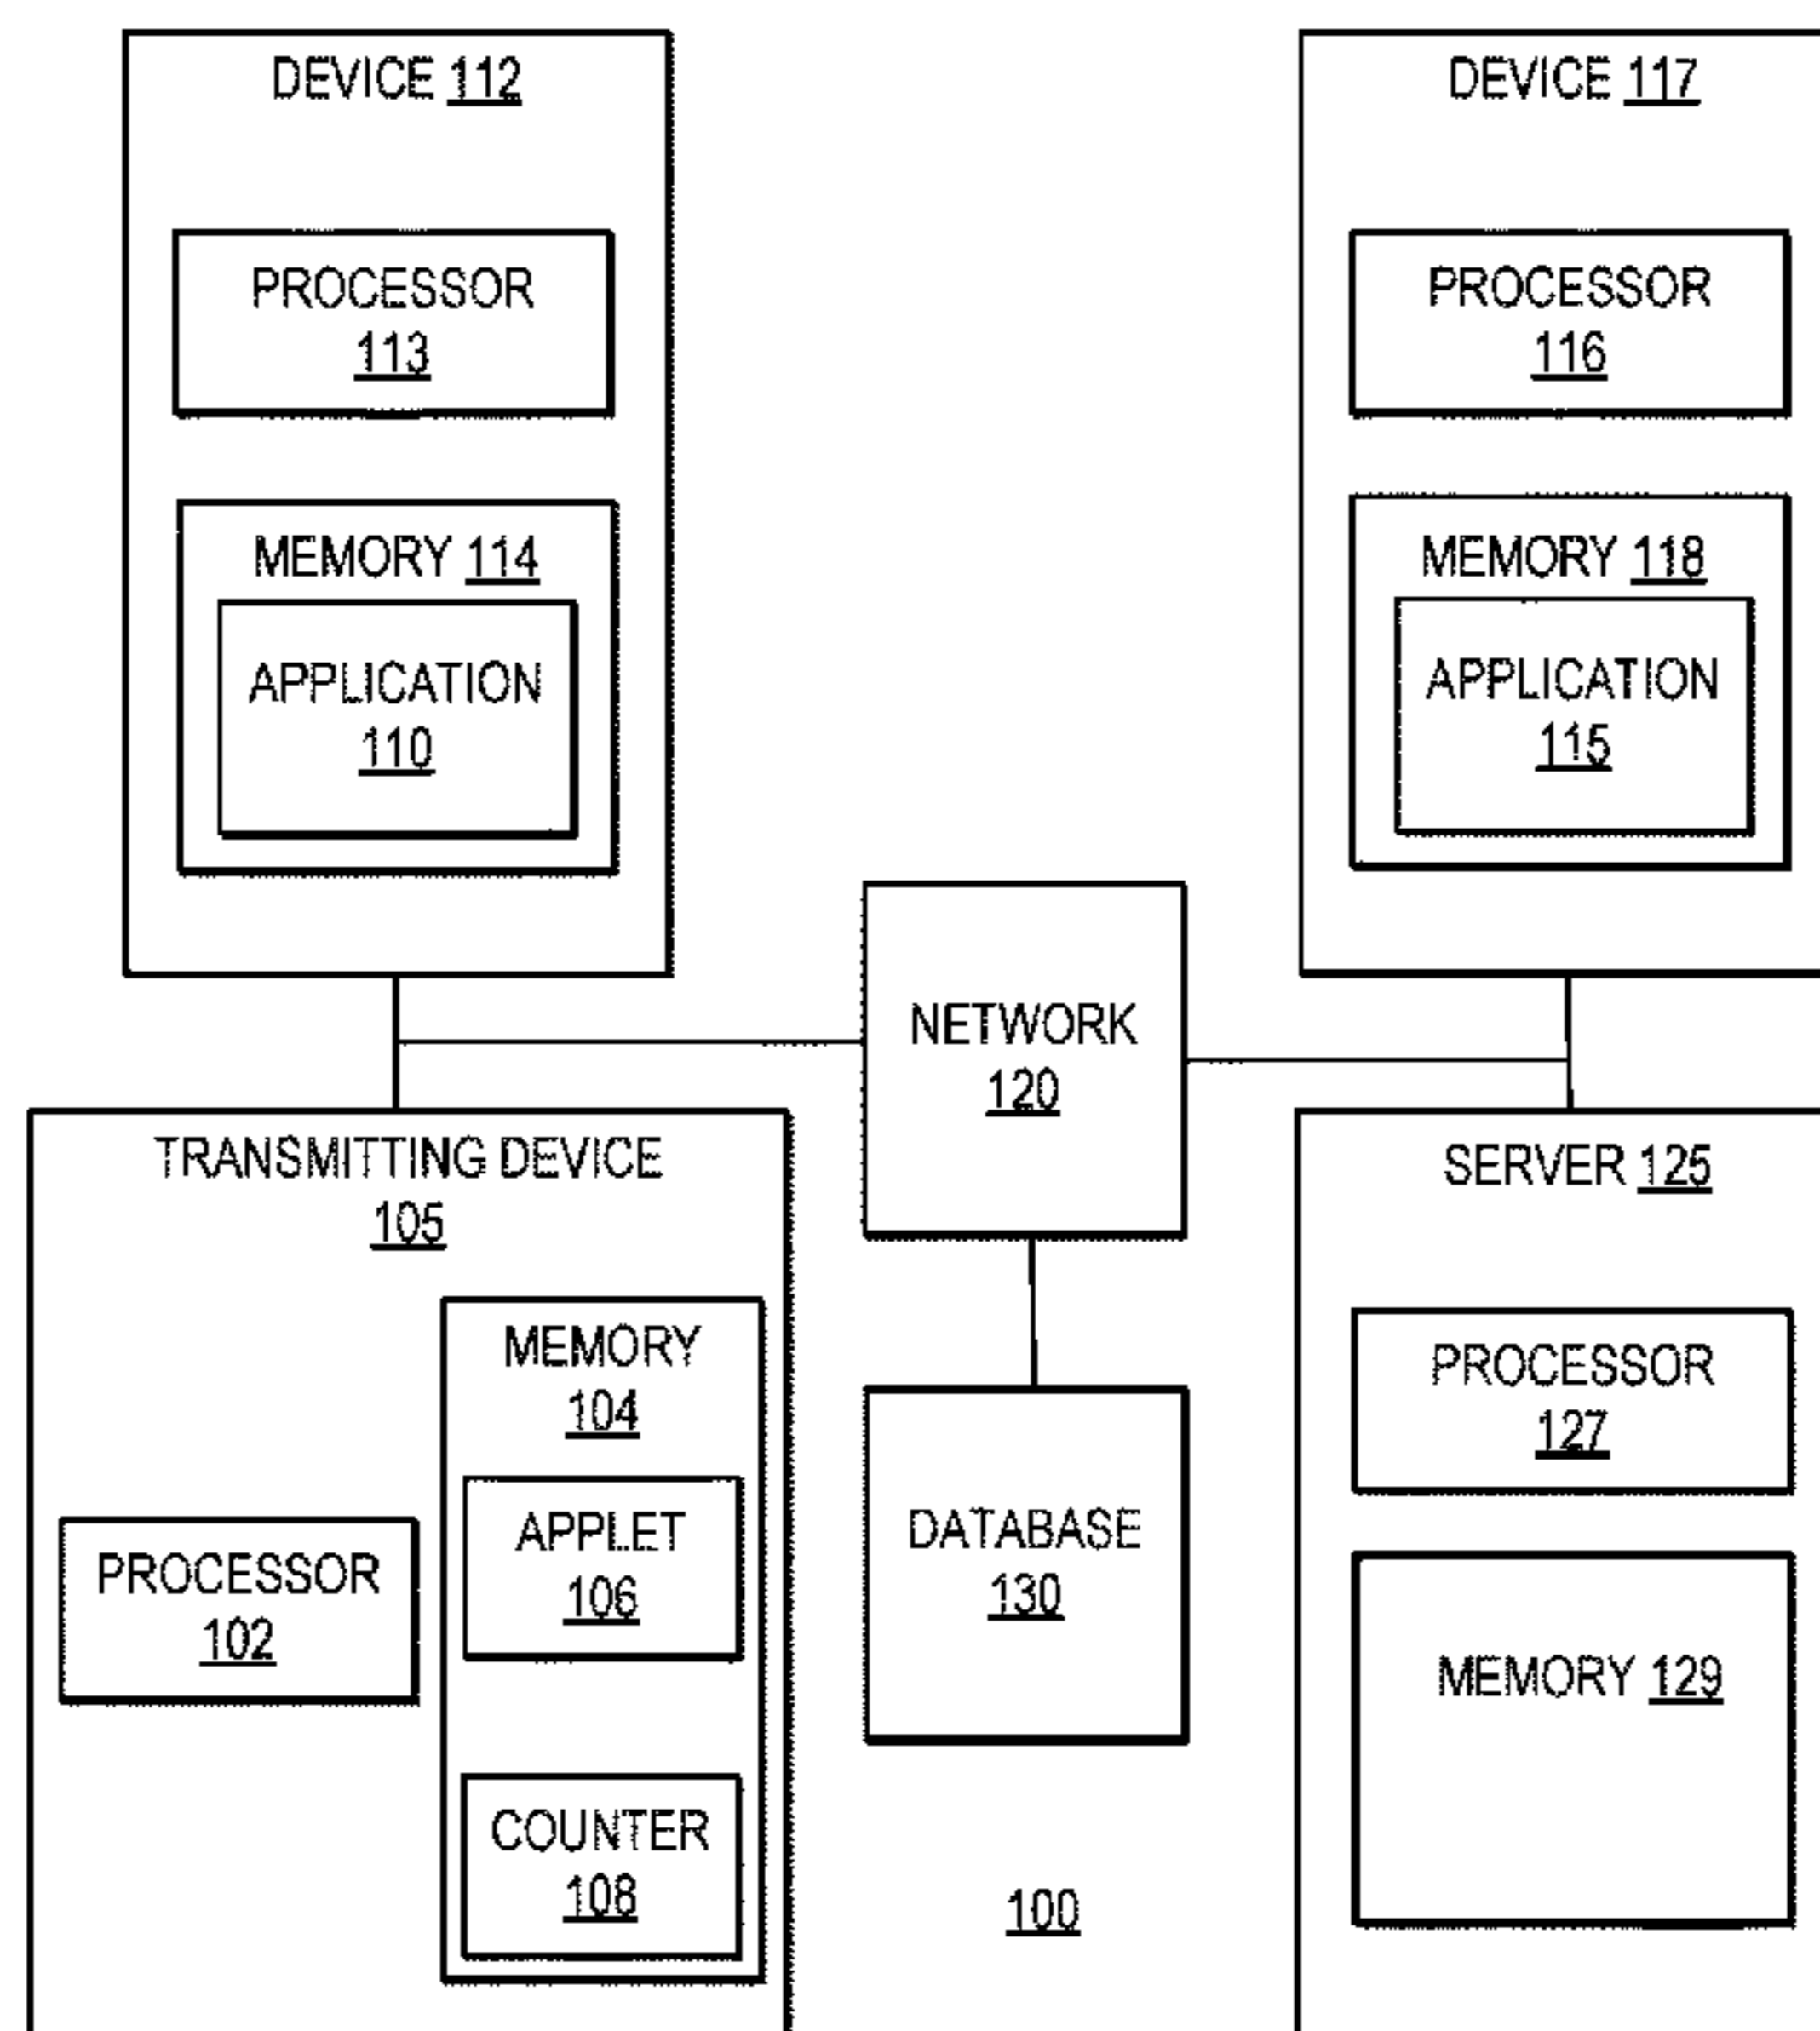 DEVICE 112
PROCESSOR
113
MEMORY 114
APPLICATION
110
DEVICE 117
PROCESSOR
116
MEMORY 118
APPLICATION
115
NETWORK
120
TRANSMITTING DEVICE
105
PROCESSOR
102
MEMORY
104
APPLET
106
COUNTER
108
DATABASE
130
100
SERVER 125
PROCESSOR
127
MEMORY 129